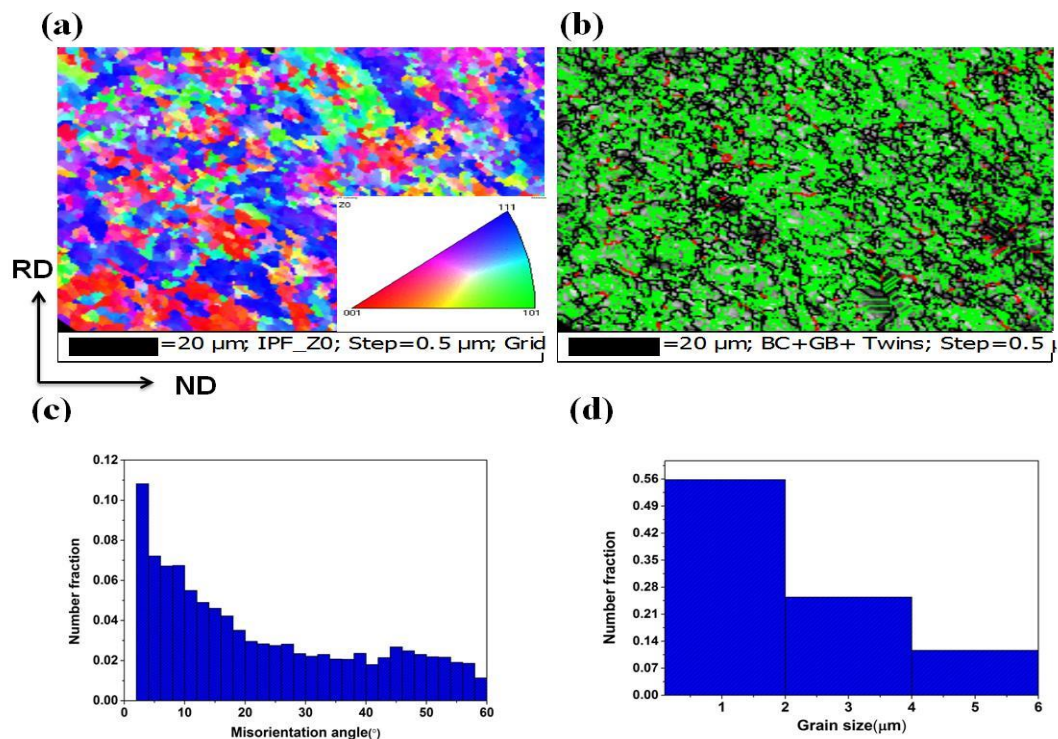 (a)
(b)
Z0
111
001
101
RD
ND
=20 µm; IPF_Z0; Step=0.5 µm; Grid
=20 µm; BC+GB+ Twins; Step=0.5
(c)
(d)
0.12
0.10
0.08
0.06
0.04
0.02
0.00
Number fraction
0 10 20 30 40 50 60
Misorientation angle(°)
0.56
0.49
0.42
0.35
0.28
0.21
0.14
0.07
0.00
Number fraction
1 2 3 4 5 6
Grain size(µm)